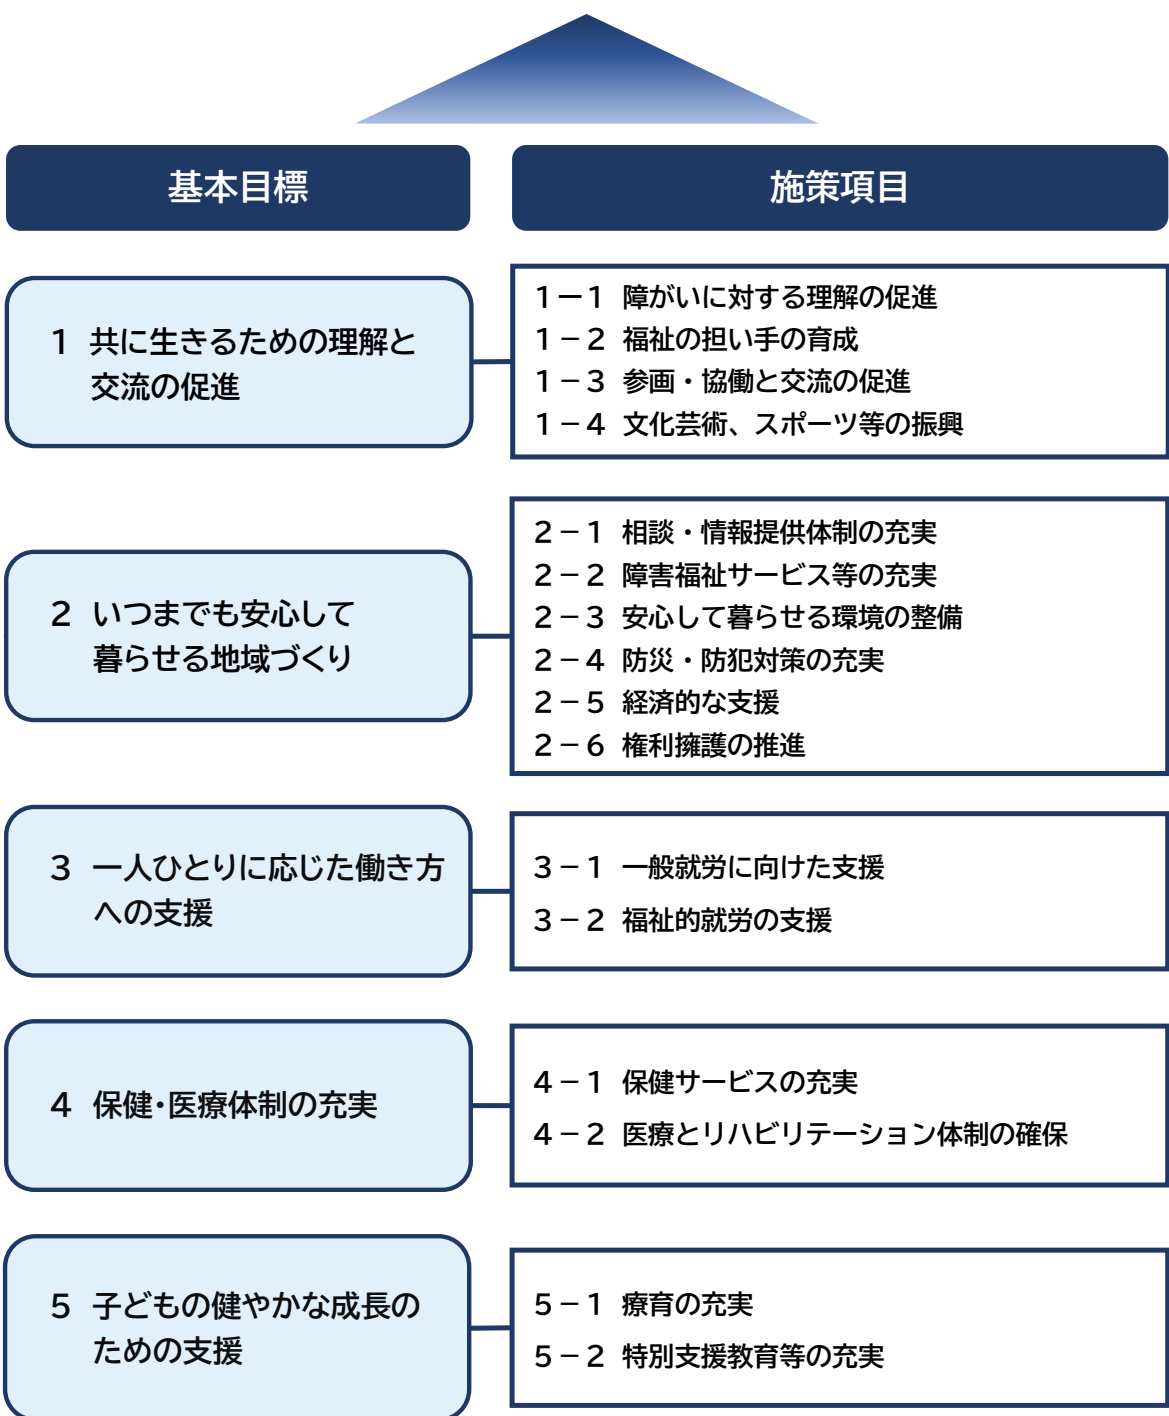 基本目標
施策項目
1 共に生きるための理解と
交流の促進
1－1 障がいに対する理解の促進
1－2 福祉の担い手の育成
1－3 参画・協働と交流の促進
1－4 文化芸術、スポーツ等の振興
2 いつまでも安心して
暮らせる地域づくり
2－1 相談・情報提供体制の充実
2－2 障害福祉サービス等の充実
2－3 安心して暮らせる環境の整備
2－4 防災・防犯対策の充実
2－5 経済的な支援
2－6 権利擁護の推進
3 一人ひとりに応じた働き方
への支援
3－1 一般就労に向けた支援
3－2 福祉的就労の支援
4 保健・医療体制の充実
4－1 保健サービスの充実
4－2 医療とリハビリテーション体制の確保
5 子どもの健やかな成長の
ための支援
5－1 療育の充実
5－2 特別支援教育等の充実